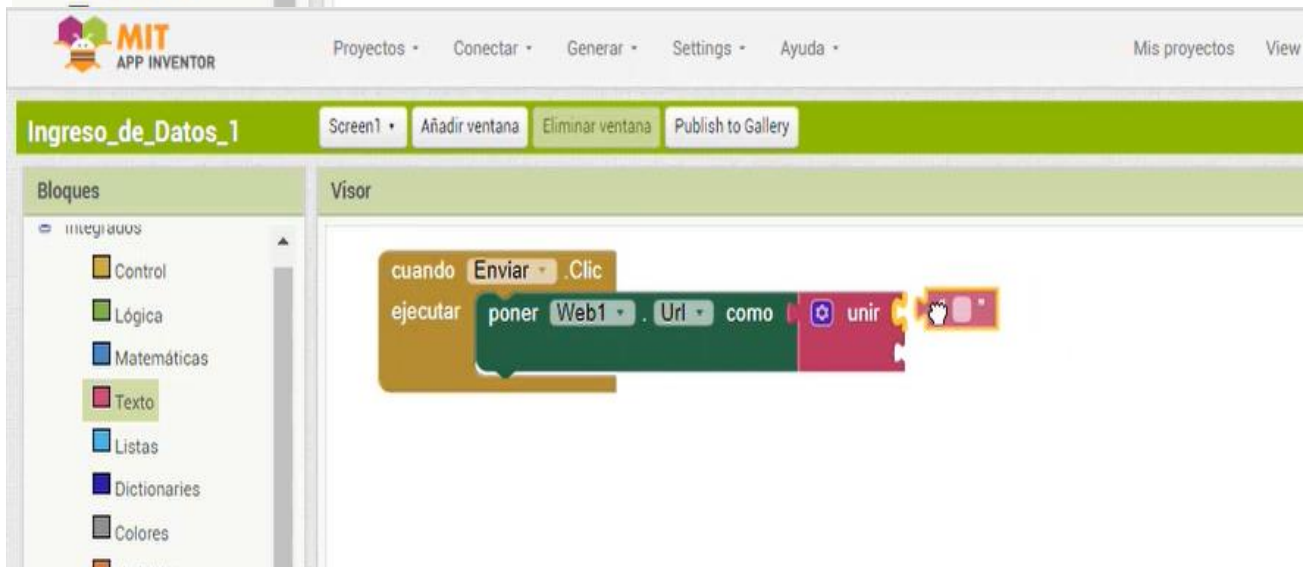 MIT
APP INVENTOR
Proyectos Conectar Generar Settings Ayuda Mis proyectos View
Ingreso_de_Datos_1 Screen1 Añadir ventana Eliminar ventana Publish to Gallery
Bloques Visor
Integrados
Control
Lógica
Matemáticas
Texto
Listas
Dictionaries
Colores
cuando Enviar .Clic
ejecutar poner Web1 . Url como unir " "